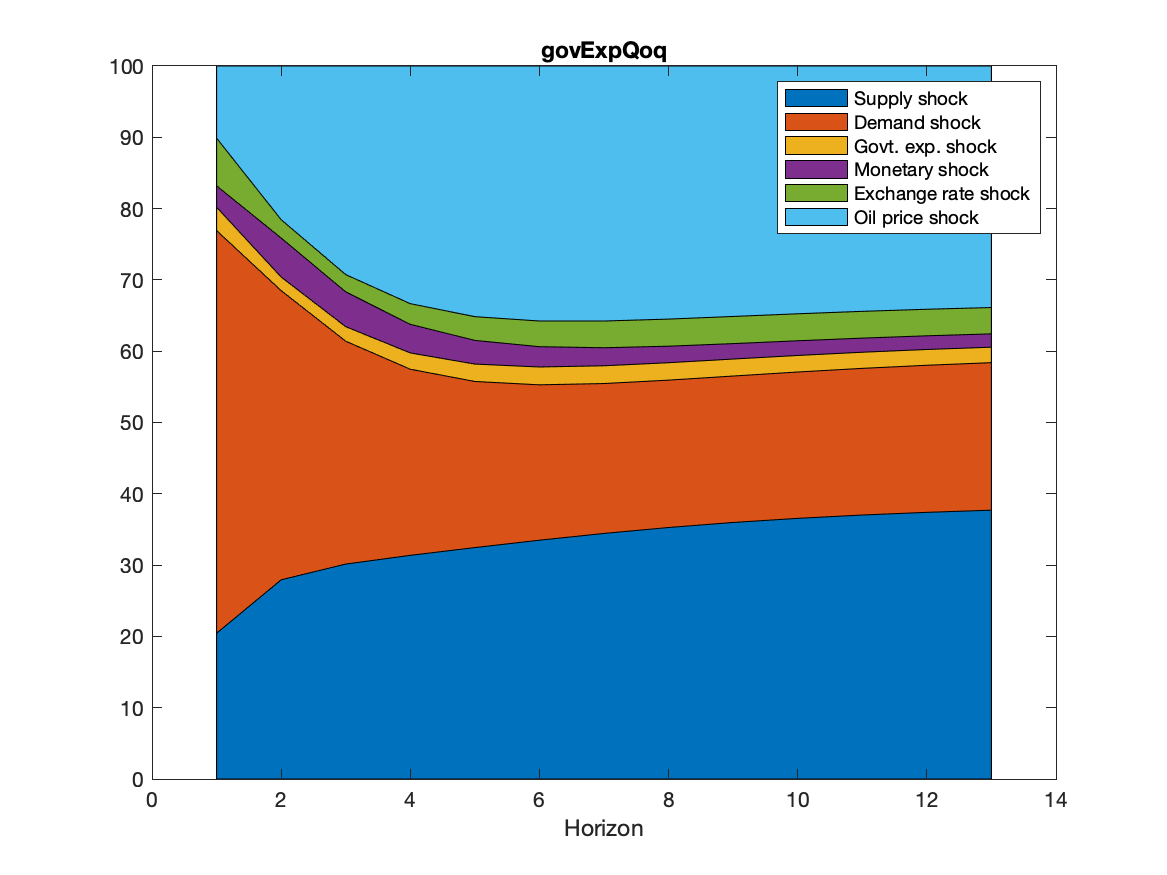 govExpQoq
100
90
80
70
60
50
40
30
20
10
0
0 2 4 6 8 10 12 14
Horizon
Supply shock
Demand shock
Govt. exp. shock
Monetary shock
Exchange rate shock
Oil price shock